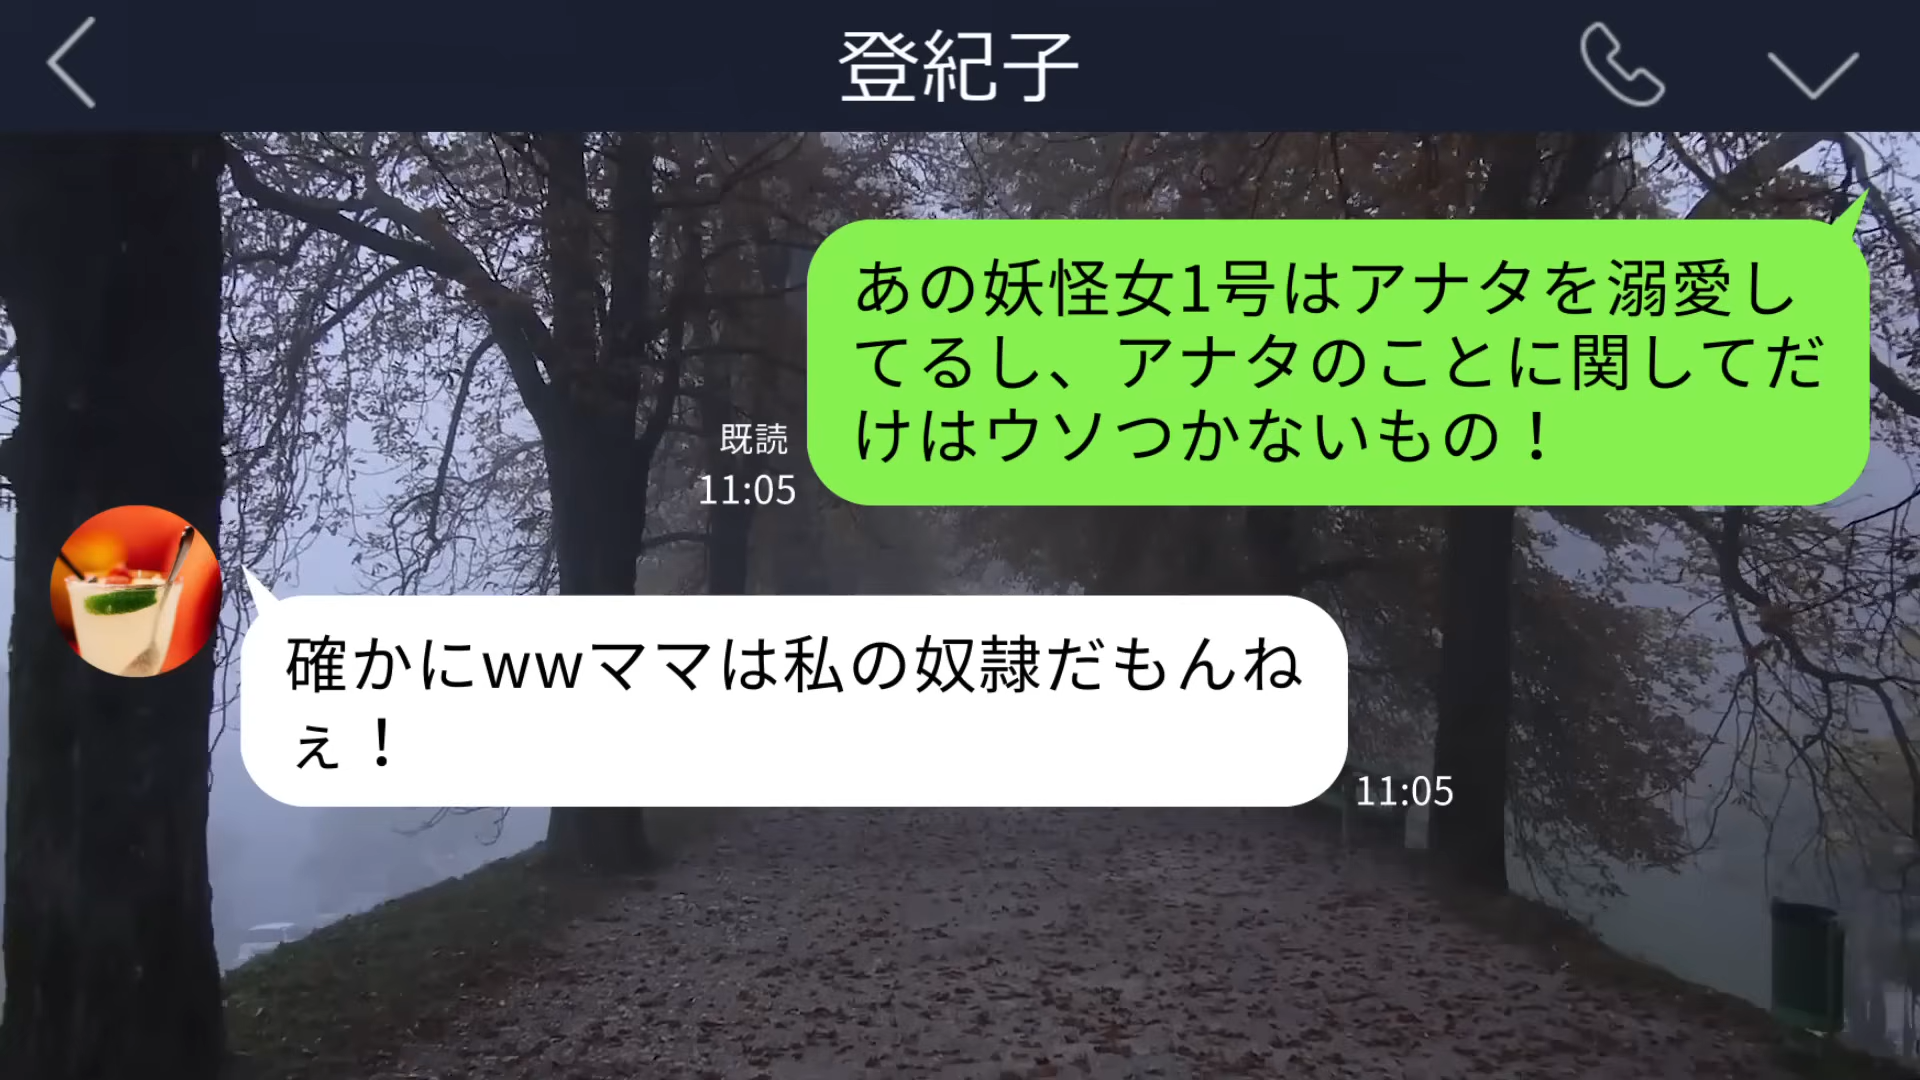 登紀子
あの妖怪女1号はアナタを溺愛し
てるし、アナタのことに関してだ
けはウソつかないもの！
既読
11:05
確かにwwママは私の奴隷だもんね
ぇ！
11:05